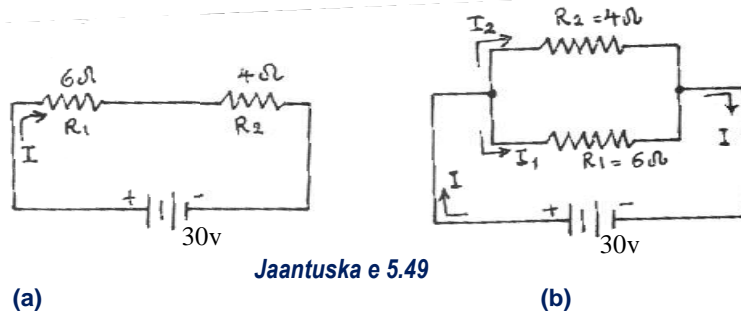 6Ω
4Ω
R1
R2
I
+
-
30v
I2
R2=4Ω
I1
R1=6Ω
I
I
+
-
30v
Jaantuska e 5.49
(a)
(b)